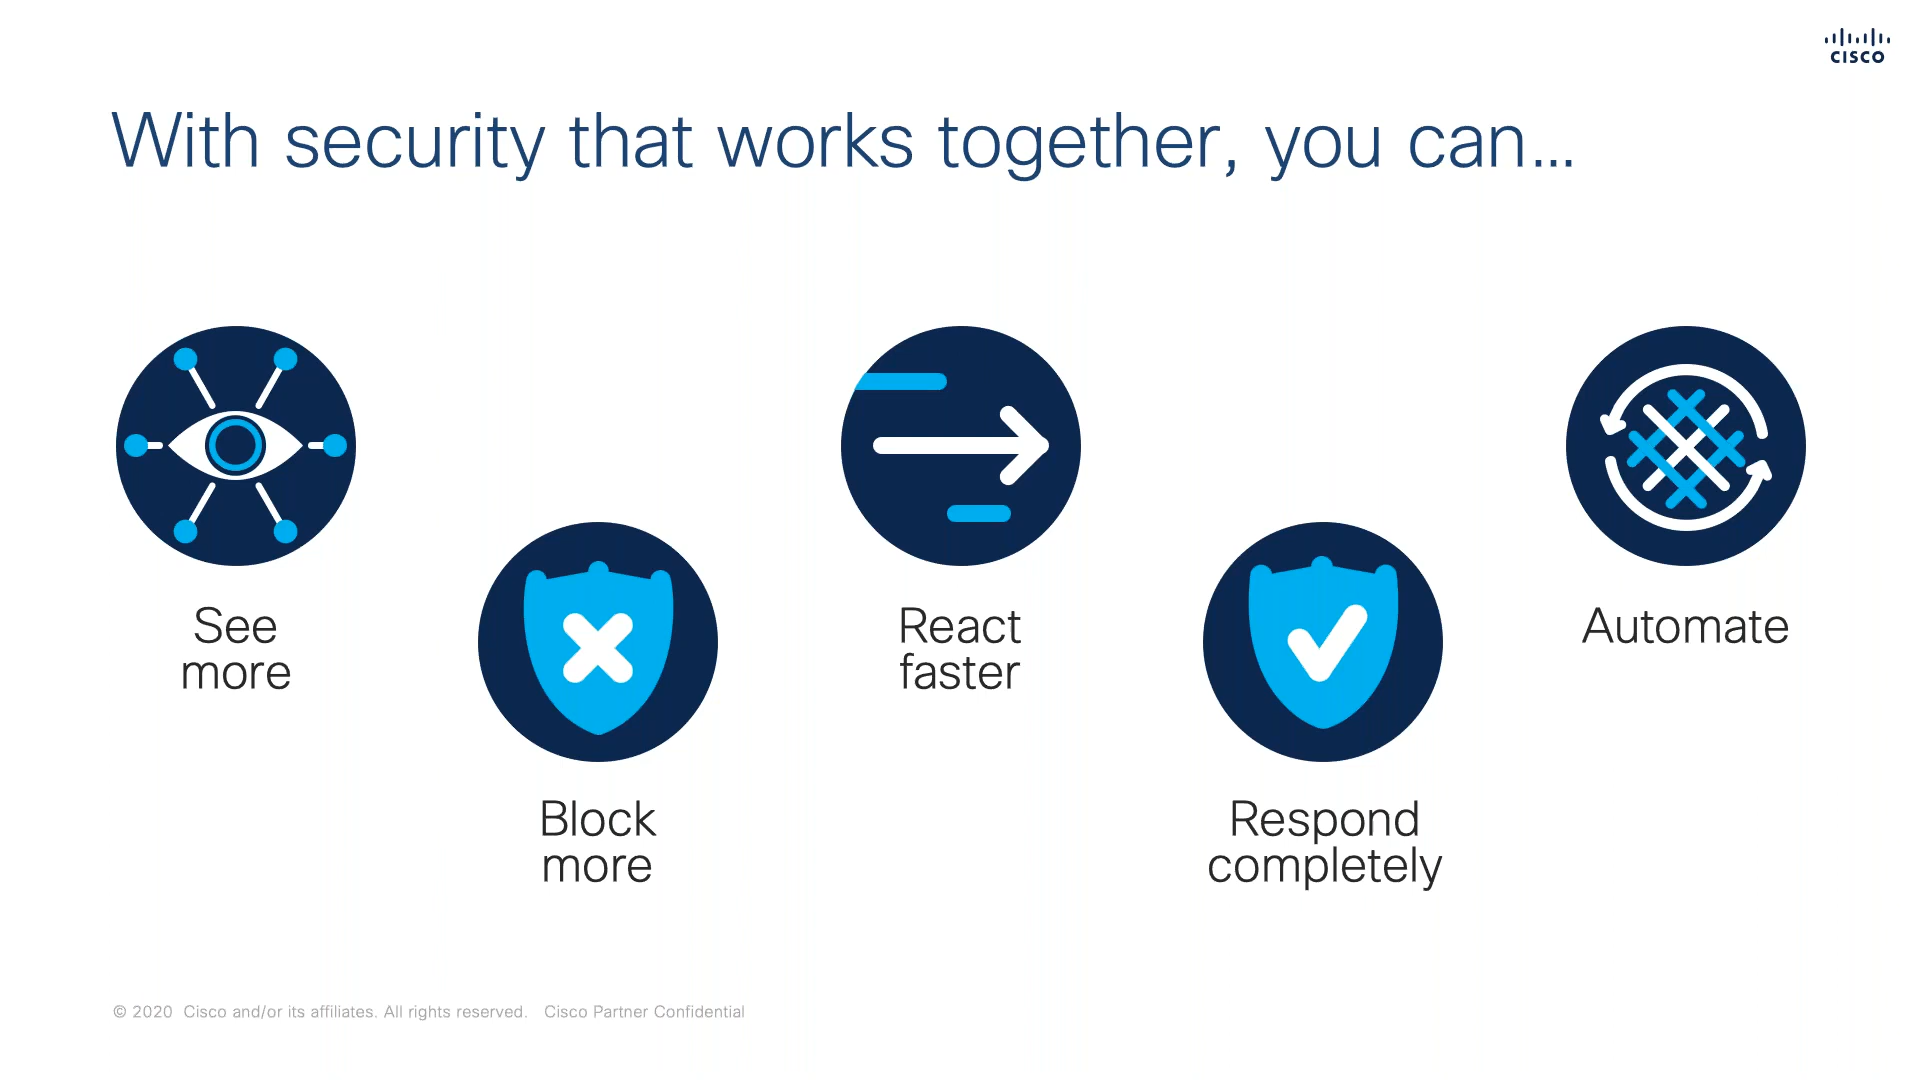 CISCO
With security that works together, you can...
See
more
Block
more
React
faster
Respond
completely
Automate
© 2020 Cisco and/or its affiliates. All rights reserved. Cisco Partner Confidential